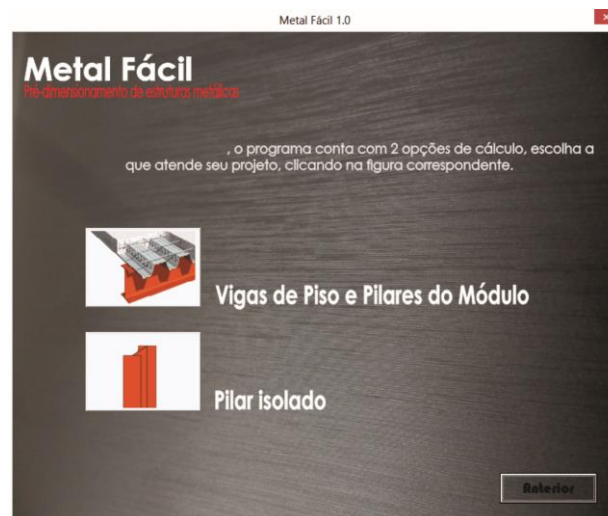 Metal Fácil 1.0
x
Metal Fácil
Pré-dimensionamento de estruturas metálicas
, o programa conta com 2 opções de cálculo, escolha a
que atende seu projeto, clicando na figura correspondente.
Vigas de Piso e Pilares do Módulo
Pilar isolado
Anterior